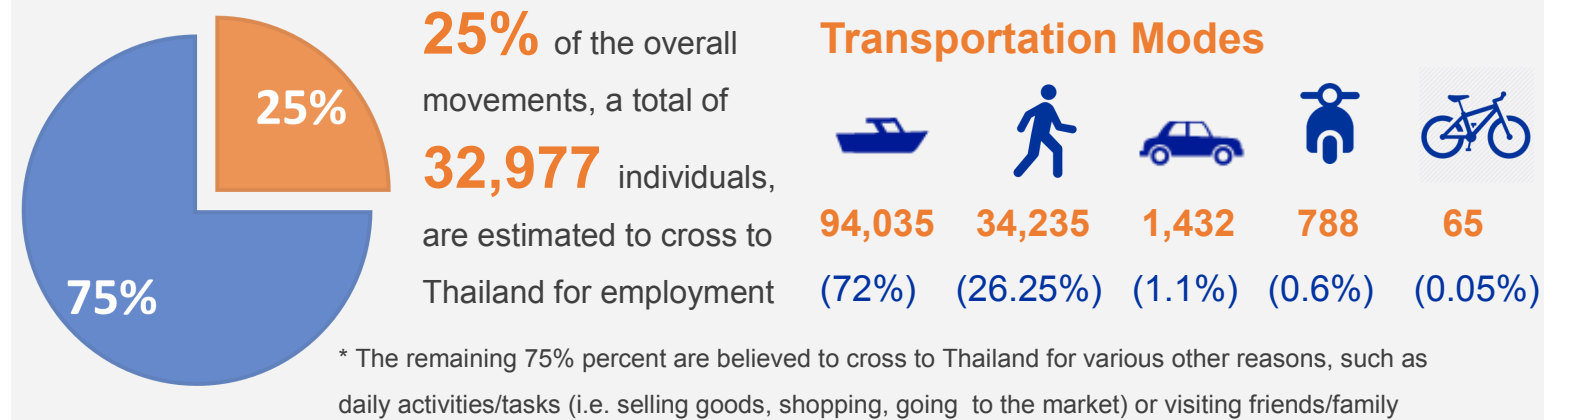 25%
75%
25% of the overall
movements, a total of
32,977 individuals,
are estimated to cross to
Thailand for employment
Transportation Modes
94,035 34,235 1,432 788 65
(72%) (26.25%) (1.1%) (0.6%) (0.05%)
* The remaining 75% percent are believed to cross to Thailand for various other reasons, such as
daily activities/tasks (i.e. selling goods, shopping, going to the market) or visiting friends/family